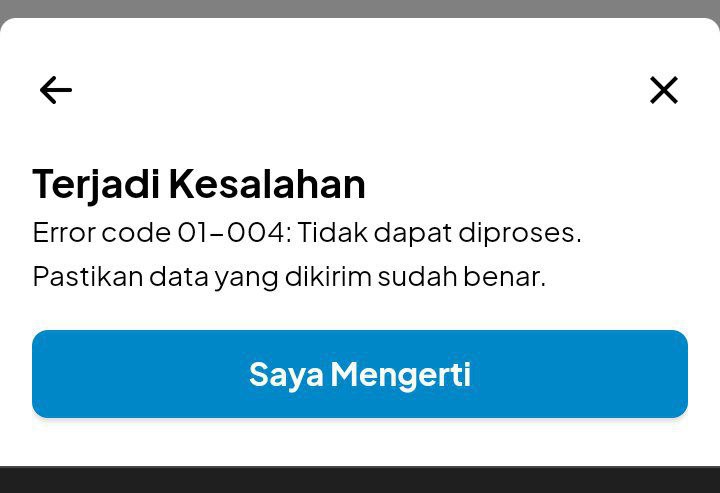 Terjadi Kesalahan
Error code 01-004: Tidak dapat diproses.
Pastikan data yang dikirim sudah benar.
Saya Mengerti